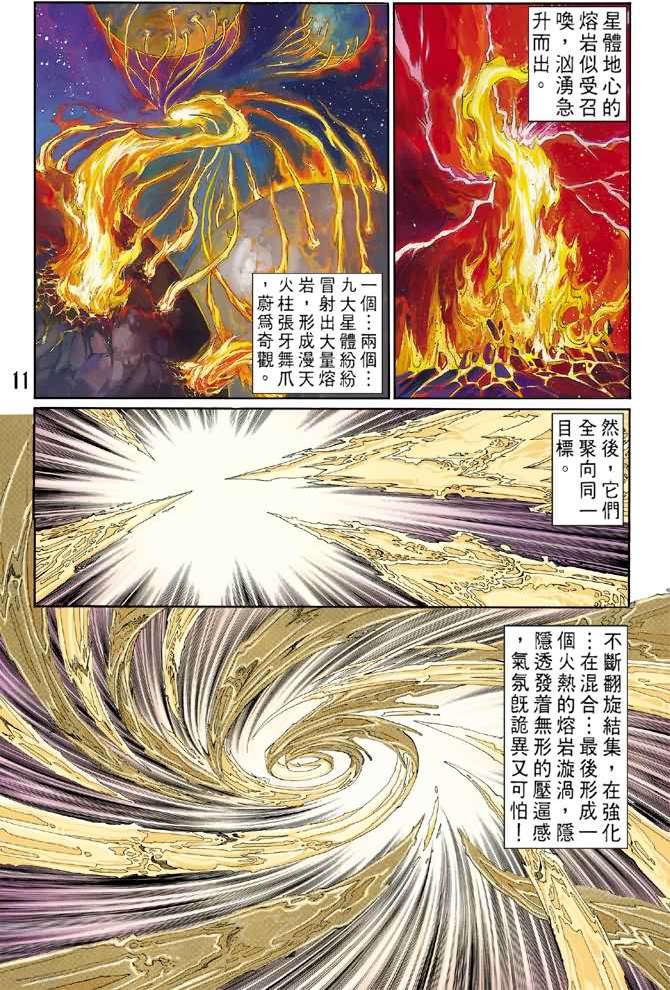 星體地心的
熔岩似受召
喚，洶湧急
升而出。
一個…兩個…
九大星體紛紛
冒射出大量熔
岩，形成漫天
火柱張牙舞爪
，蔚為奇觀。
11
然後，它們
全聚向同一
目標。
不斷翻旋結集，在強化
…在混合…最後形成一
個火熱的熔岩漩渦，隱
隱透發着無形的壓逼感
，氣氛既詭異又可怕！